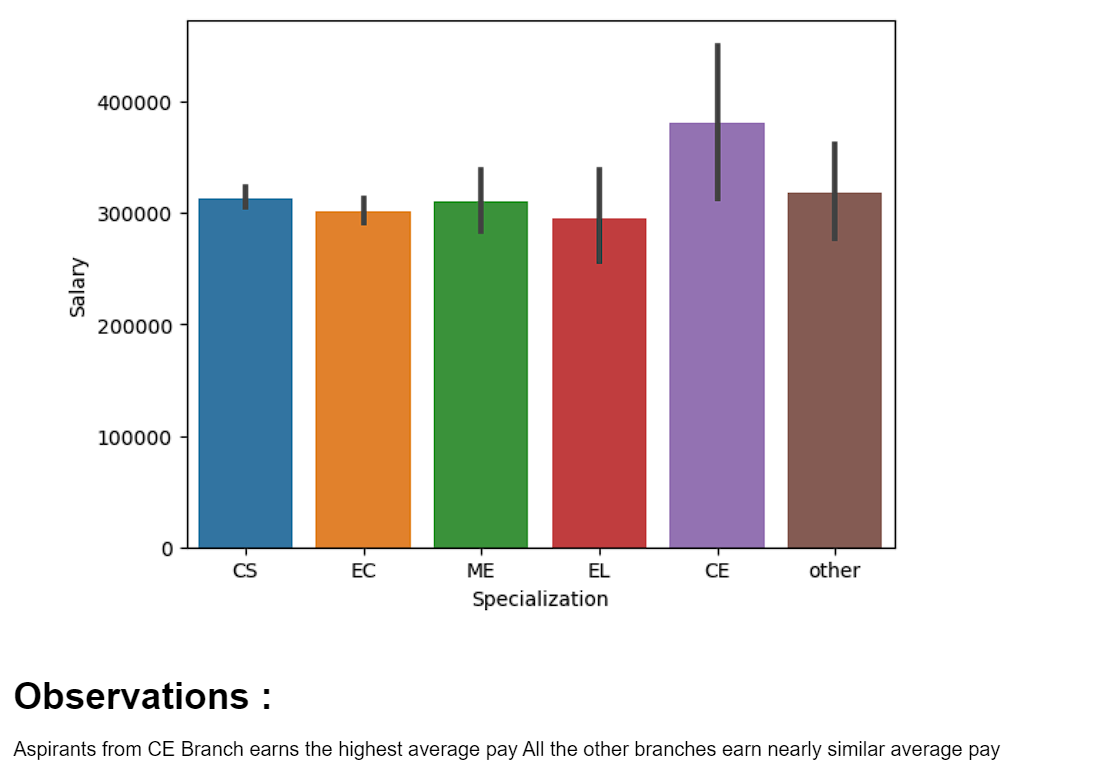 400000
300000
200000
100000
0
Salary
CS EC ME EL CE other
Specialization
Observations :
Aspirants from CE Branch earns the highest average pay All the other branches earn nearly similar average pay